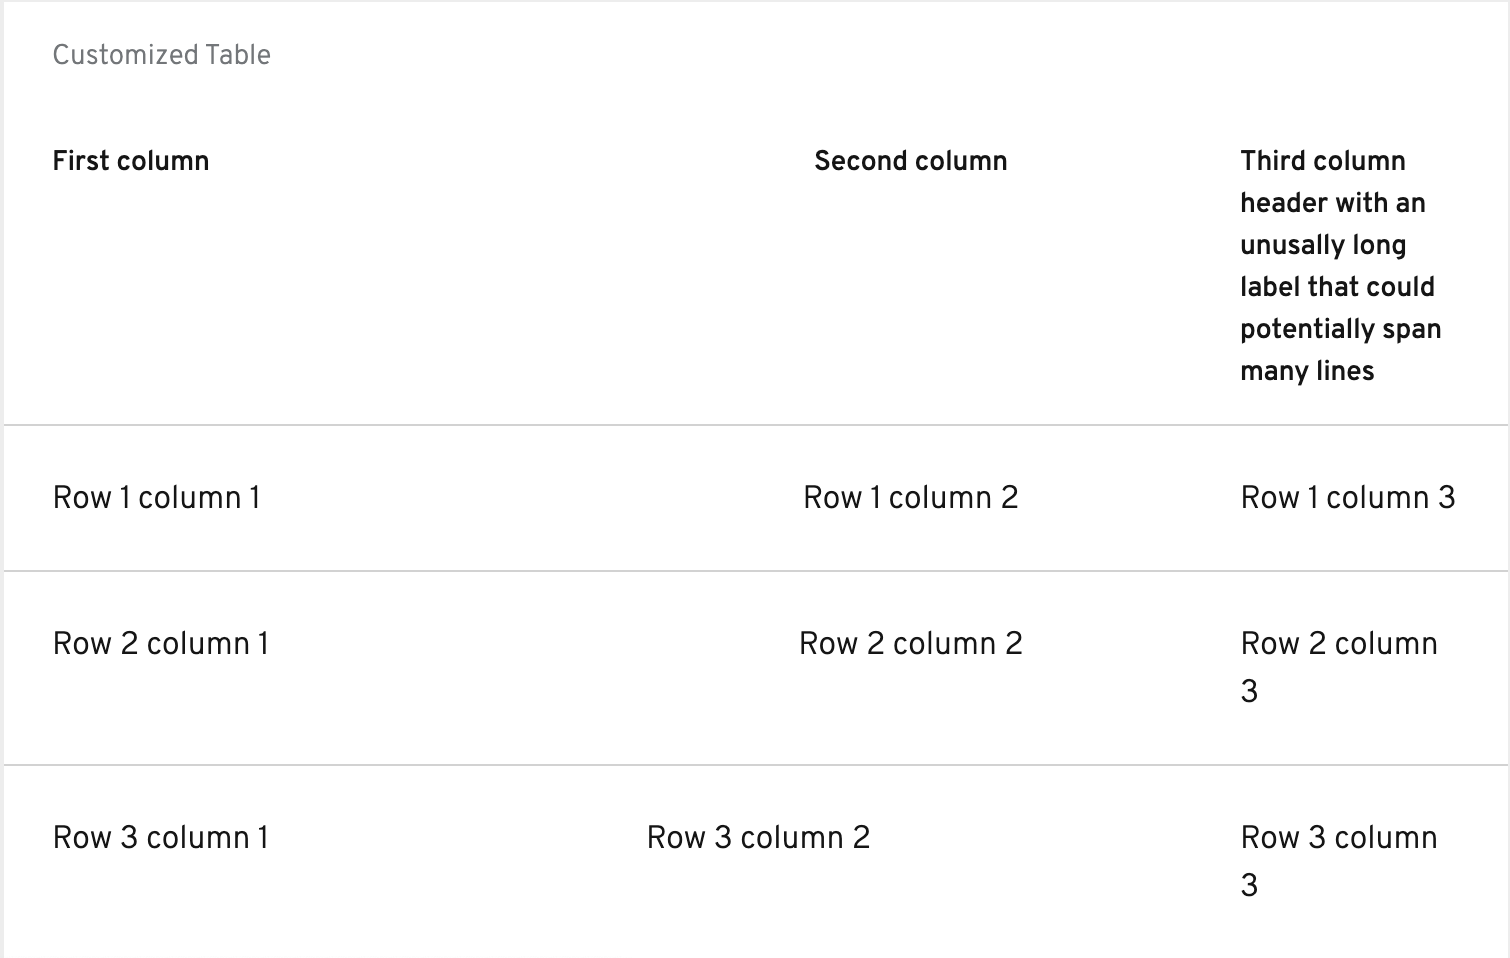 Customized Table
First column
Second column
Third column
header with an
unusally long
label that could
potentially span
many lines
Row 1 column 1
Row 1 column 2
Row 1 column 3
Row 2 column 1
Row 2 column 2
Row 2 column
3
Row 3 column 1
Row 3 column 2
Row 3 column
3